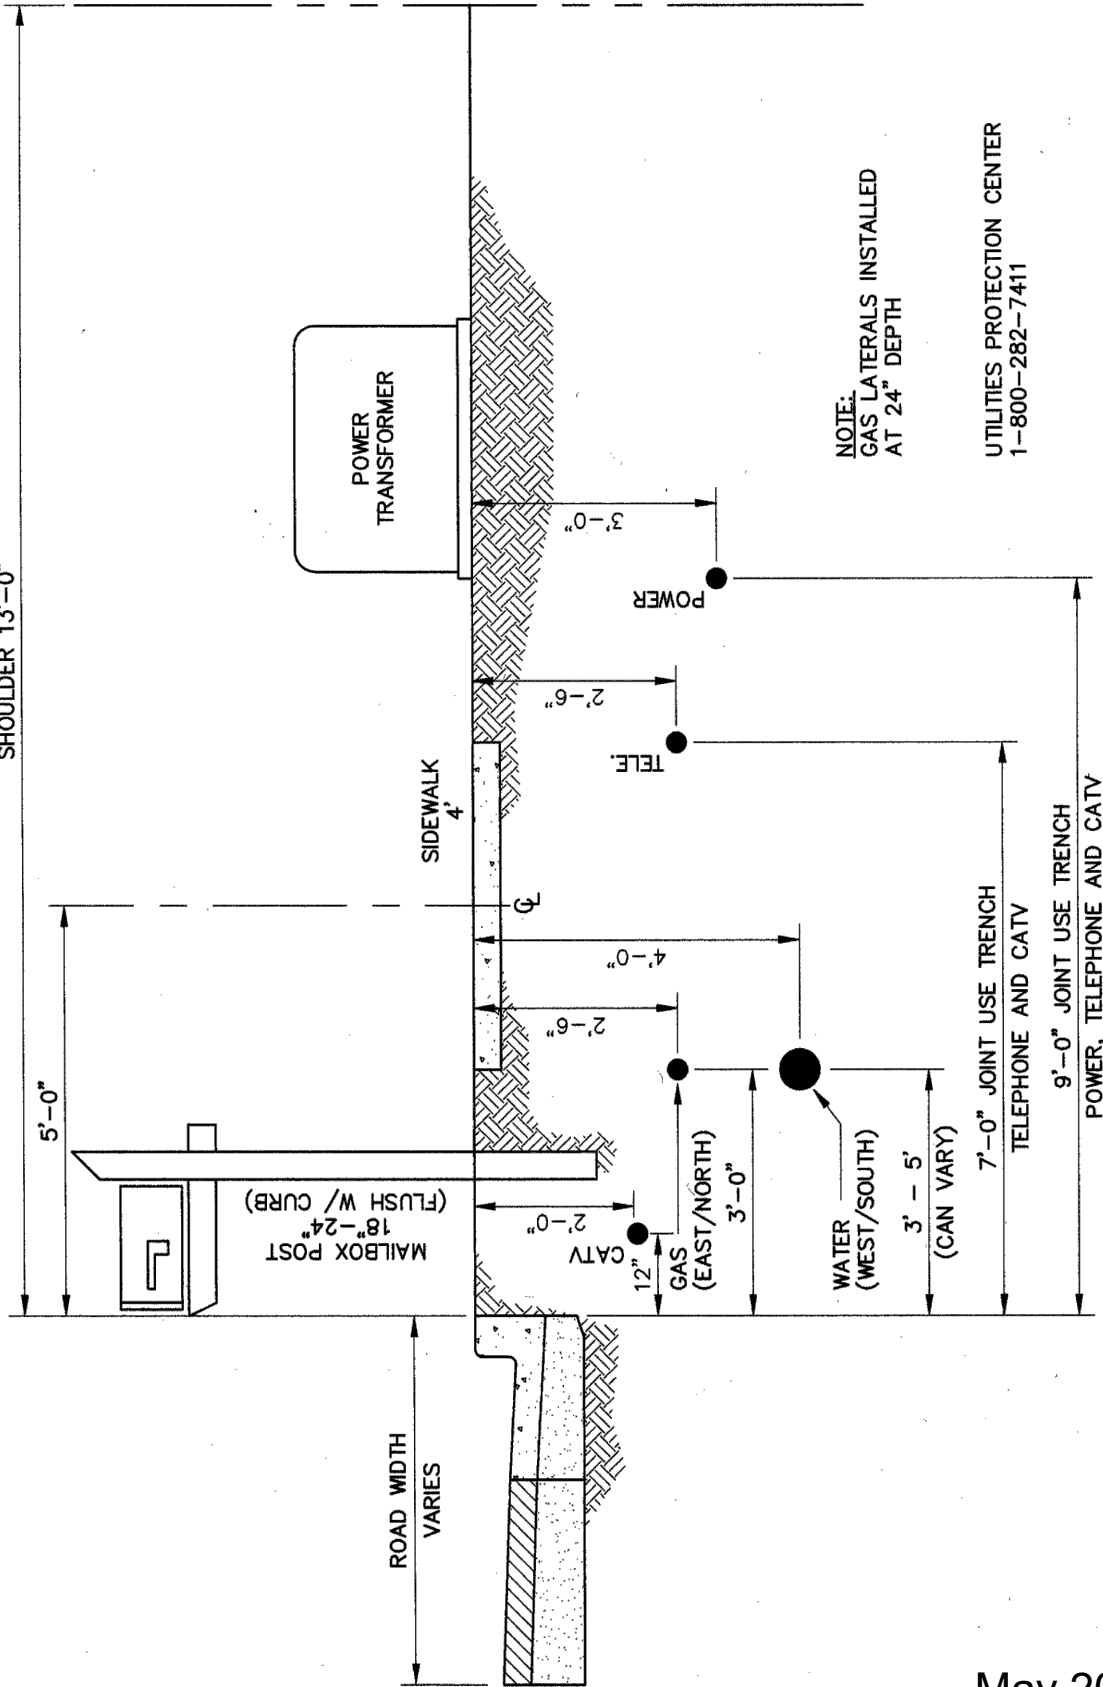 SHOULDER 13'-0"
5'-0"
ROAD WIDTH
VARIES
MAILBOX POST
18"-24"
(FLUSH W/ CURB)
SIDEWALK
4'
POWER
TRANSFORMER
℄
2'-0"
CATV
12"
GAS
(EAST/NORTH)
3'-0"
2'-6"
4'-0"
WATER
(WEST/SOUTH)
3' - 5'
(CAN VARY)
2'-6"
TELE.
3'-0"
POWER
7'-0" JOINT USE TRENCH
TELEPHONE AND CATV
9'-0" JOINT USE TRENCH
POWER, TELEPHONE AND CATV
NOTE:
GAS LATERALS INSTALLED
AT 24" DEPTH
UTILITIES PROTECTION CENTER
1-800-282-7411
May 20